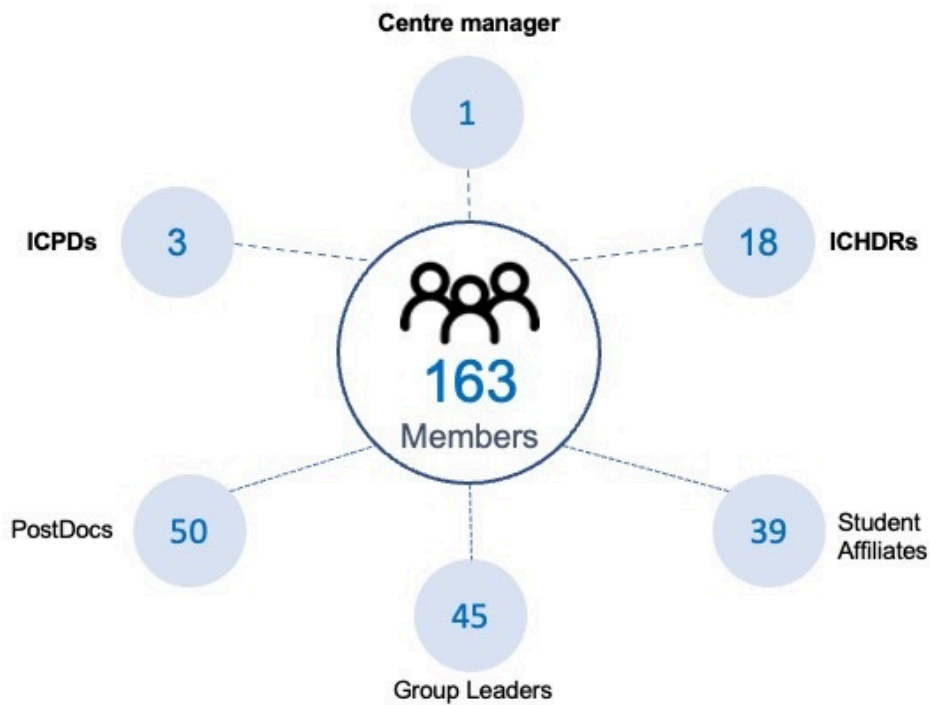 Centre manager
1
ICPDs
3
18
ICHDRs
163
Members
PostDocs
50
39
Student
Affiliates
45
Group Leaders